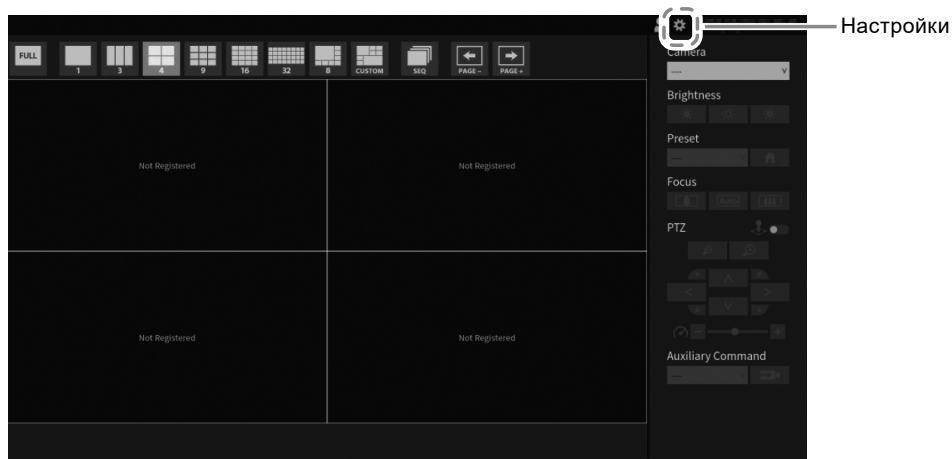 Настройки
FULL
1
3
4
9
16
32
8
CUSTOM
SEQ
PAGE -
PAGE +
Camera
---
Brightness
Preset
---
Focus
Auto
PTZ
Auxiliary Command
---
Not Registered
Not Registered
Not Registered
Not Registered